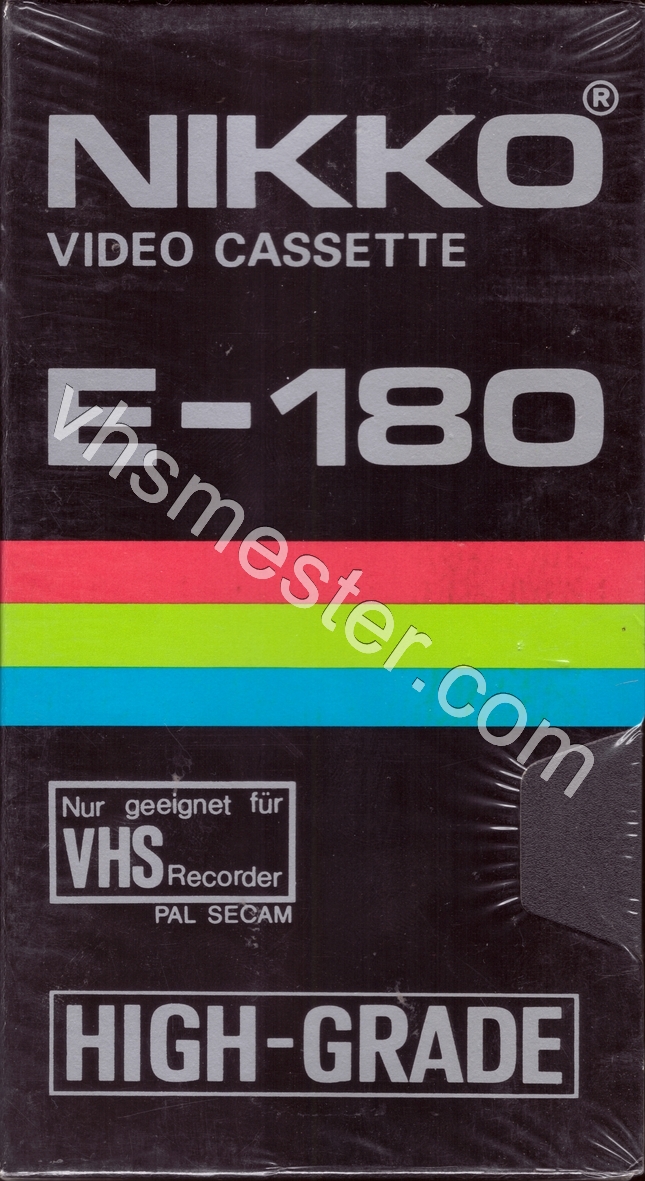 NIKKO®
VIDEO CASSETTE
E-180
vhsmester.com
Nur geeignet für
VHS Recorder
PAL SECAM
HIGH-GRADE